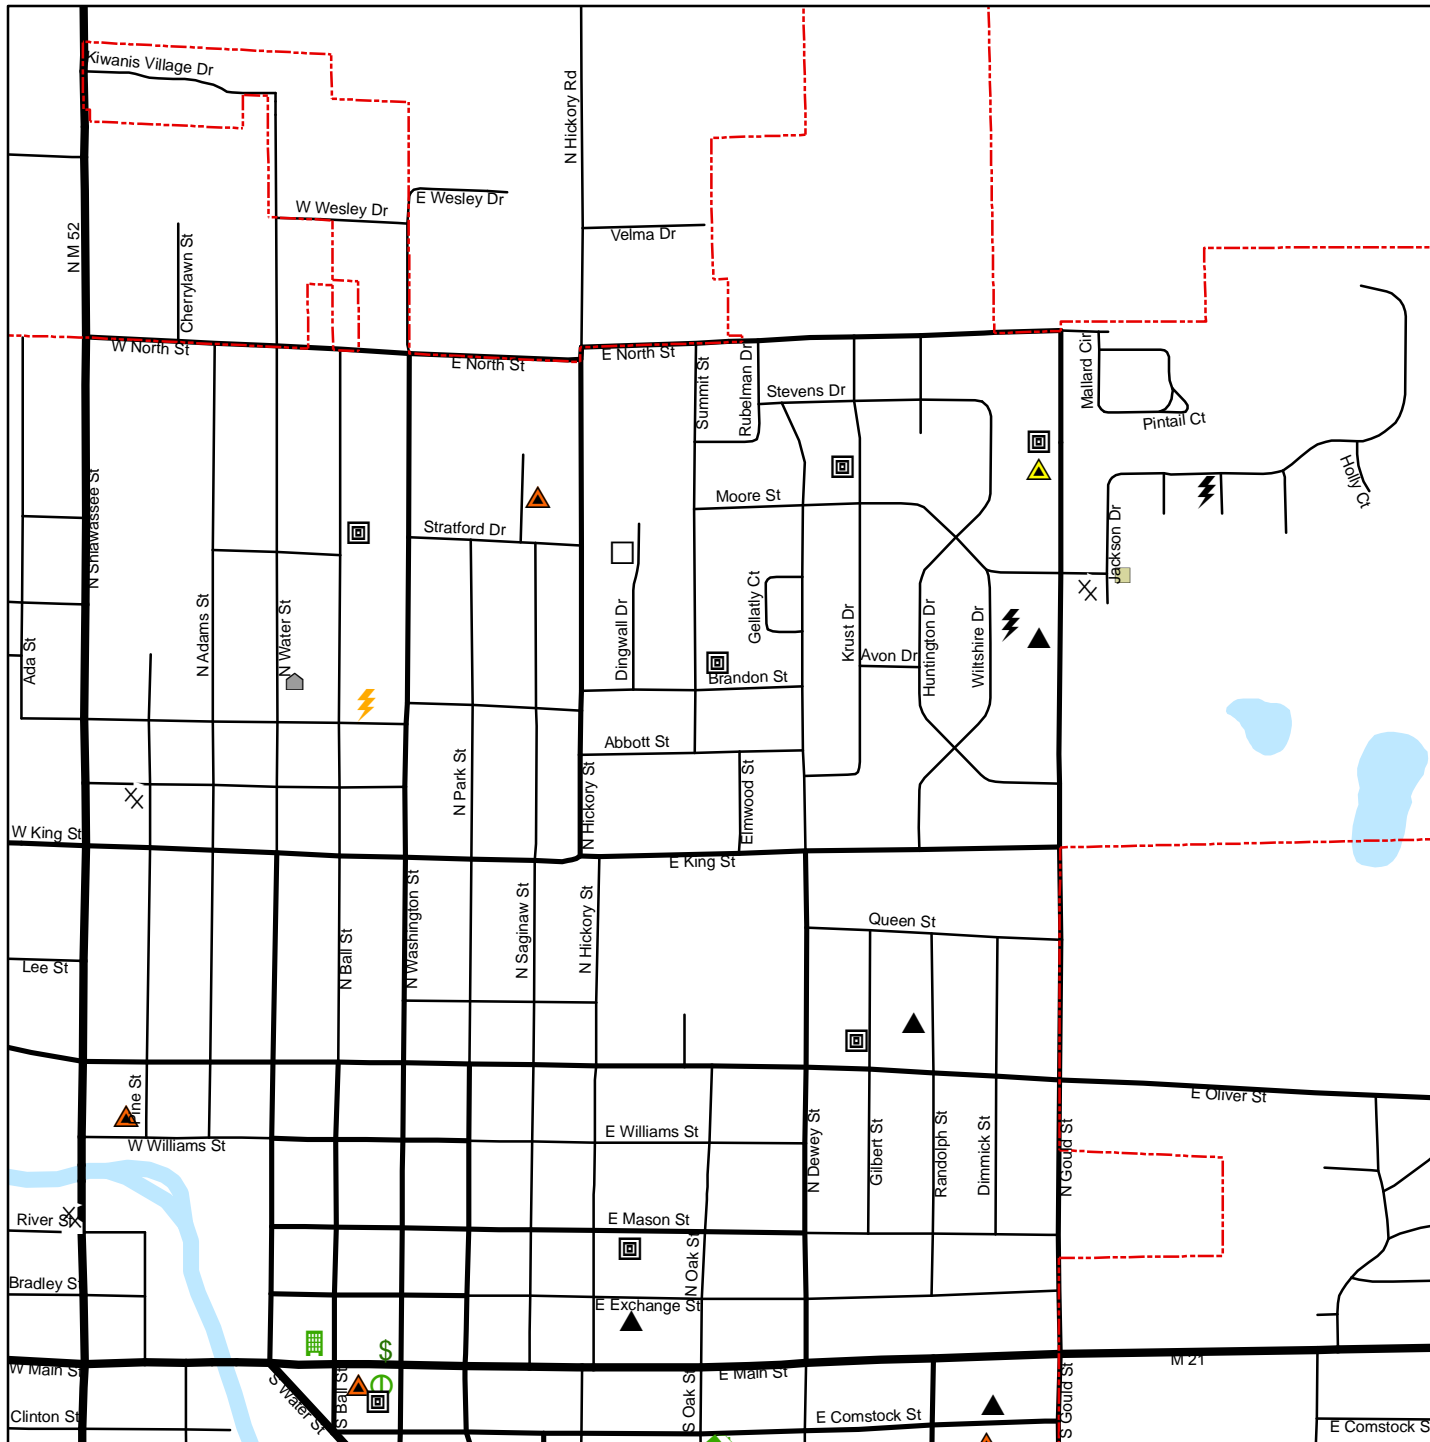 Kiwanis Village Dr
N Hickory Rd
E Wesley Dr
W Wesley Dr
N M 52
Cherrylawn St
Velma Dr
W North St
E North St
E North St
Summit St
Rubelman Dr
Stevens Dr
Mallard Cir
Pintail Ct
Holly Ct
N Shiawassee St
Moore St
Stratford Dr
Jackson Dr
Ada St
N Adams St
N Water St
Dingwall Dr
Gellatly Ct
Krust Dr
Avon Dr
Huntington Dr
Wiltshire Dr
Brandon St
Abbott St
N Park St
N Hickory St
Elmwood St
W King St
E King St
Queen St
N Ball St
N Washington St
N Saginaw St
N Hickory St
Lee St
Pine St
E Oliver St
W Williams St
E Williams St
N Dewey St
Gilbert St
Randolph St
Dimmick St
N Gould St
River St
E Mason St
N Oak St
Bradley St
E Exchange St
$
W Main St
E Main St
M 21
S Water St
S Ball St
S Oak St
S Gould St
Clinton St
E Comstock St
E Comstock S